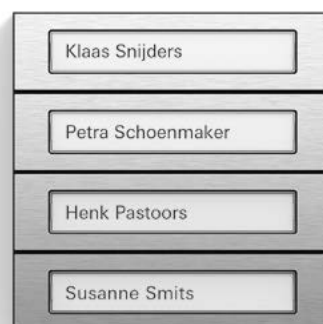 Klaas Snijders
Petra Schoenmaker
Henk Pastoors
Susanne Smits